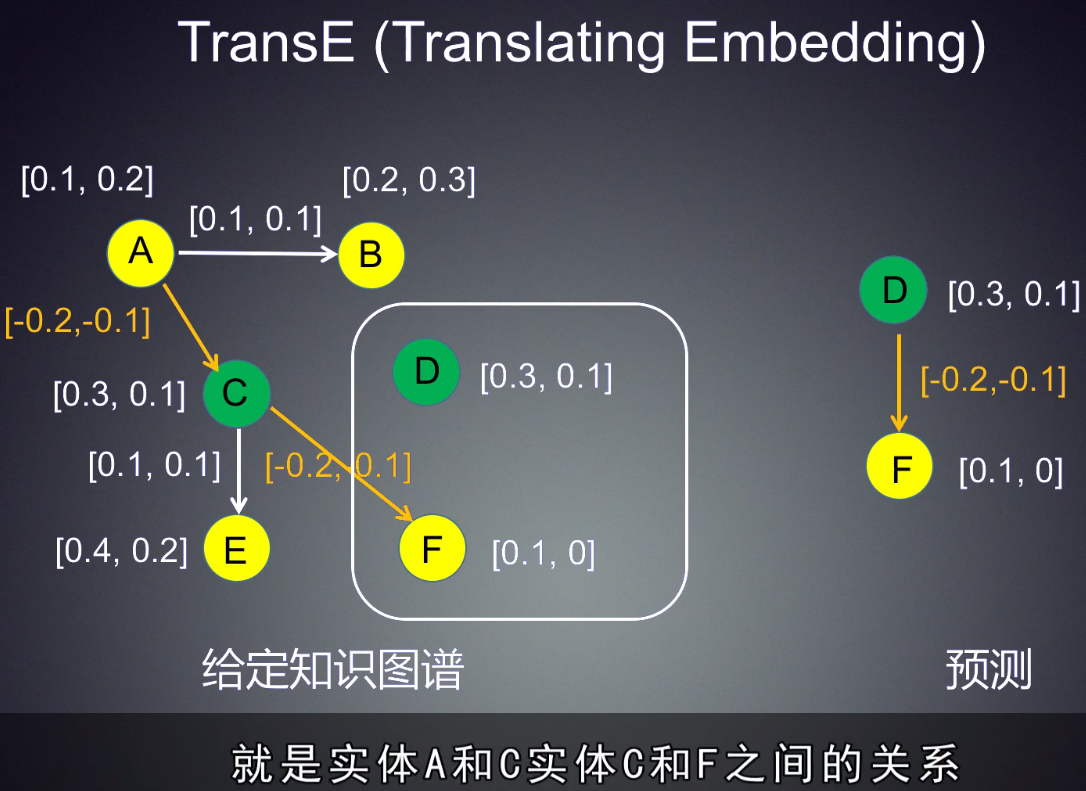 TransE (Translating Embedding)
[0.1, 0.2]
[0.2, 0.3]
[0.1, 0.1]
A
B
D
[0.3, 0.1]
[-0.2,-0.1]
D
[0.3, 0.1]
[-0.2,-0.1]
[0.3, 0.1]
C
[0.1, 0.1]
[-0.2, 0.1]
F
[0.1, 0]
[0.4, 0.2]
E
F
[0.1, 0]
给定知识图谱
预测
就是实体A和C实体C和F之间的关系